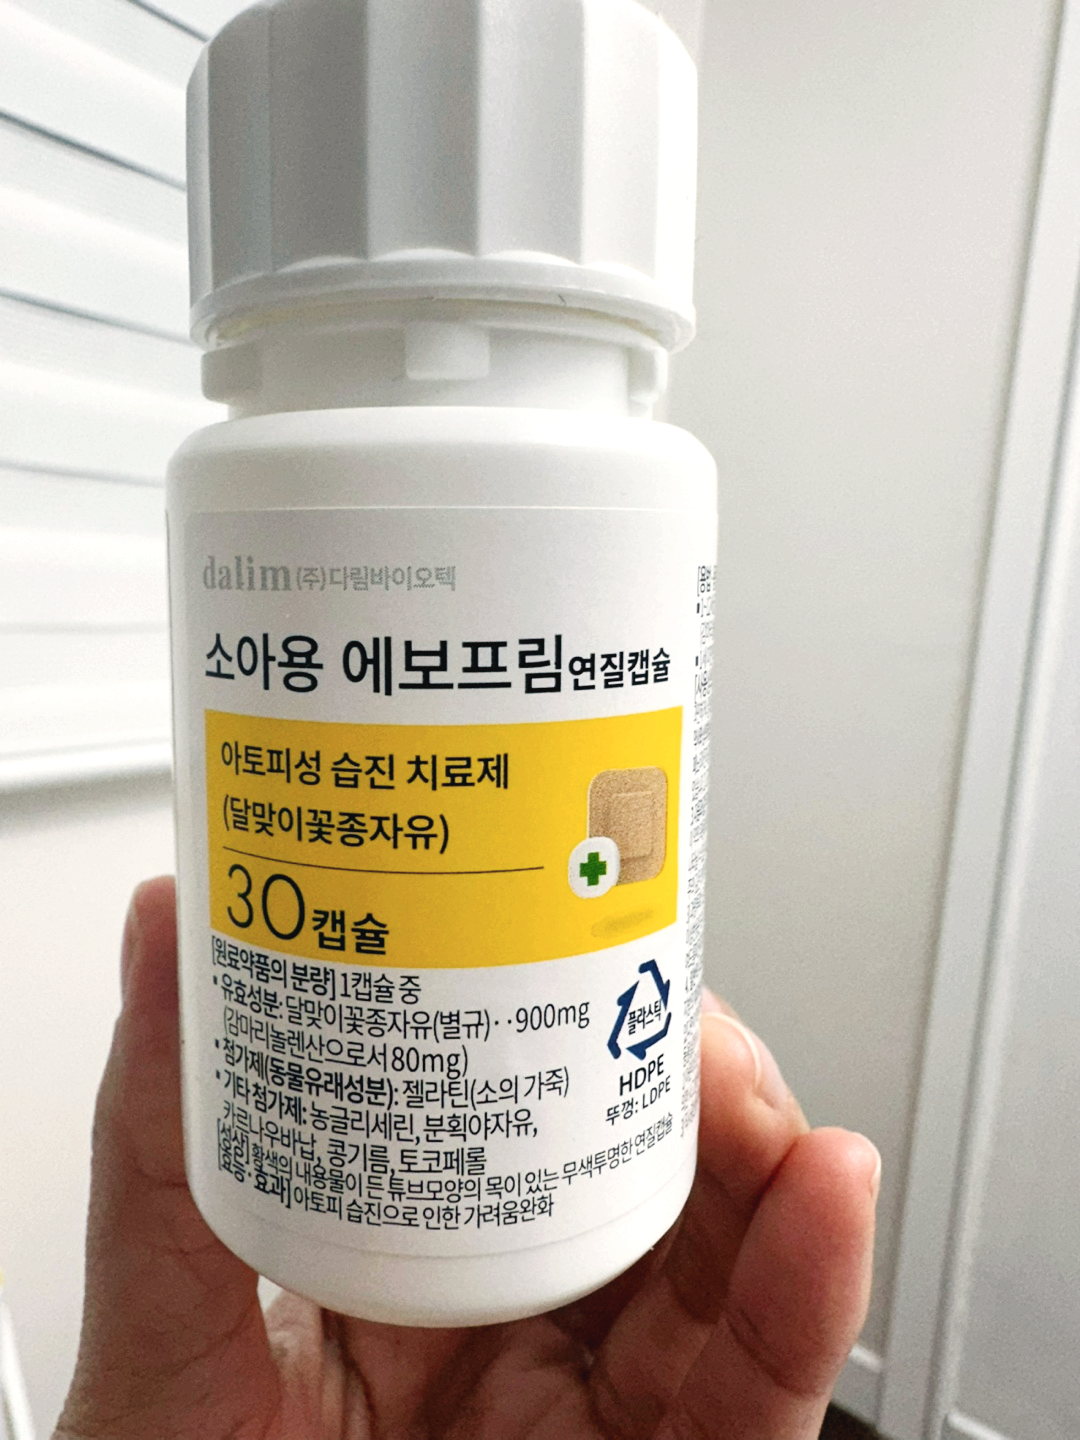 dalim (주)다림바이오텍
소아용 에보프림연질캡슐
아토피성 습진 치료제
(달맞이꽃종자유)
30캡슐
[원료약품의 분량] 1캡슐 중
▪유효성분: 달맞이꽃종자유(별규)‥900mg
(감마리놀렌산으로서 80mg)
▪첨가제(동물유래성분): 젤라틴(소의 가죽)
▪기타 첨가제: 농글리세린, 분획야자유,
카르나우바납, 콩기름, 토코페롤
[성상] 황색의 내용물이 든 튜브모양의 목이 있는 무색투명한 연질캡슐
[효능·효과] 아토피 습진으로 인한 가려움완화
플라스틱
HDPE
뚜껑: LDPE